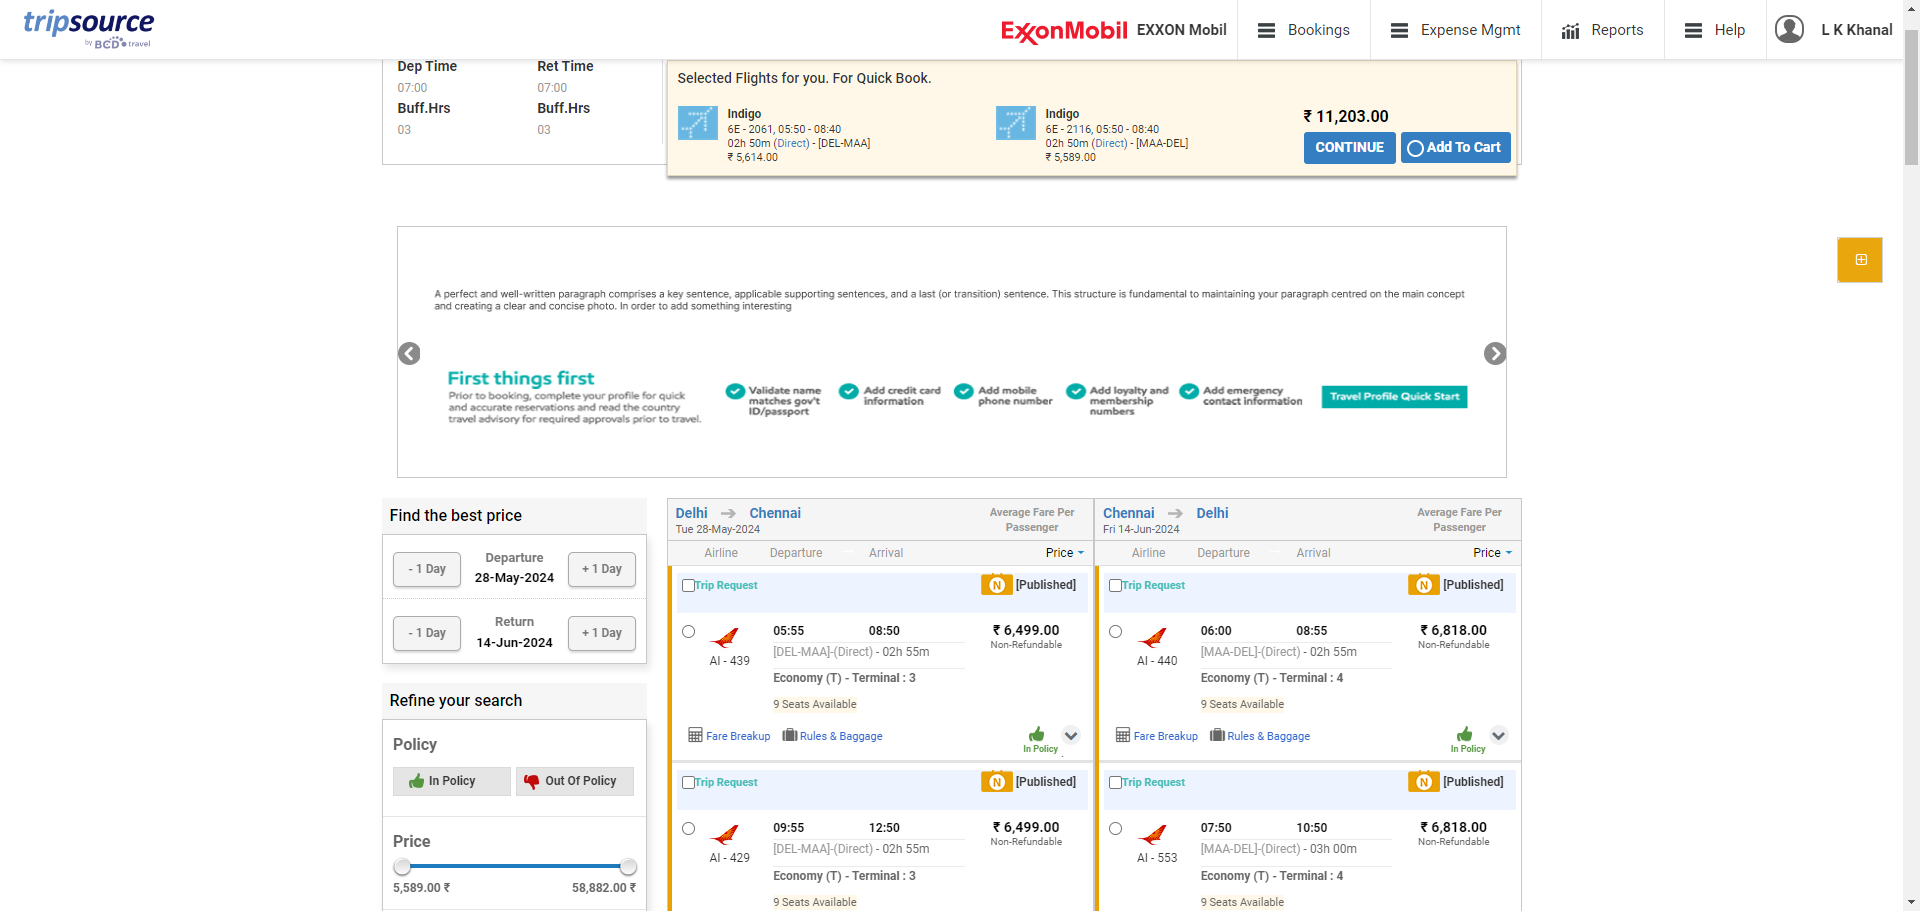 tripsource
by BCD travel
ExxonMobil
EXXON Mobil
Bookings
Expense Mgmt
Reports
Help
L K Khanal
Dep Time
Ret Time
07:00
07:00
Buff.Hrs
Buff.Hrs
03
03
Selected Flights for you. For Quick Book.
Indigo
6E - 2061, 05:50 - 08:40
02h 50m (Direct) - [DEL-MAA]
₹ 5,614.00
Indigo
6E - 2116, 05:50 - 08:40
02h 50m (Direct) - [MAA-DEL]
₹ 5,589.00
₹ 11,203.00
CONTINUE
Add To Cart
A perfect and well-written paragraph comprises a key sentence, applicable supporting sentences, and a last (or transition) sentence. This structure is fundamental to maintaining your paragraph centred on the main concept
and creating a clear and concise photo. In order to add something interesting
First things first
Prior to booking, complete your profile for quick
and accurate reservations and read the country
travel advisory for required approvals prior to travel.
Validate name
matches gov't
ID/passport
Add credit card
information
Add mobile
phone number
Add loyalty and
membership
numbers
Add emergency
contact information
Travel Profile Quick Start
Find the best price
- 1 Day
Departure
28-May-2024
+ 1 Day
- 1 Day
Return
14-Jun-2024
+ 1 Day
Refine your search
Policy
In Policy
Out Of Policy
Price
5,589.00 ₹
58,882.00 ₹
Delhi
Chennai
Tue 28-May-2024
Average Fare Per
Passenger
Airline
Departure
Arrival
Price
Trip Request
N
[Published]
05:55
08:50
₹ 6,499.00
[DEL-MAA]-(Direct) - 02h 55m
Non-Refundable
AI - 439
Economy (T) - Terminal : 3
9 Seats Available
Fare Breakup
Rules & Baggage
In Policy
Trip Request
N
[Published]
09:55
12:50
₹ 6,499.00
[DEL-MAA]-(Direct) - 02h 55m
Non-Refundable
AI - 429
Economy (T) - Terminal : 3
9 Seats Available
Chennai
Delhi
Fri 14-Jun-2024
Average Fare Per
Passenger
Airline
Departure
Arrival
Price
Trip Request
N
[Published]
06:00
08:55
₹ 6,818.00
[MAA-DEL]-(Direct) - 02h 55m
Non-Refundable
AI - 440
Economy (T) - Terminal : 4
9 Seats Available
Fare Breakup
Rules & Baggage
In Policy
Trip Request
N
[Published]
07:50
10:50
₹ 6,818.00
[MAA-DEL]-(Direct) - 03h 00m
Non-Refundable
AI - 553
Economy (T) - Terminal : 4
9 Seats Available